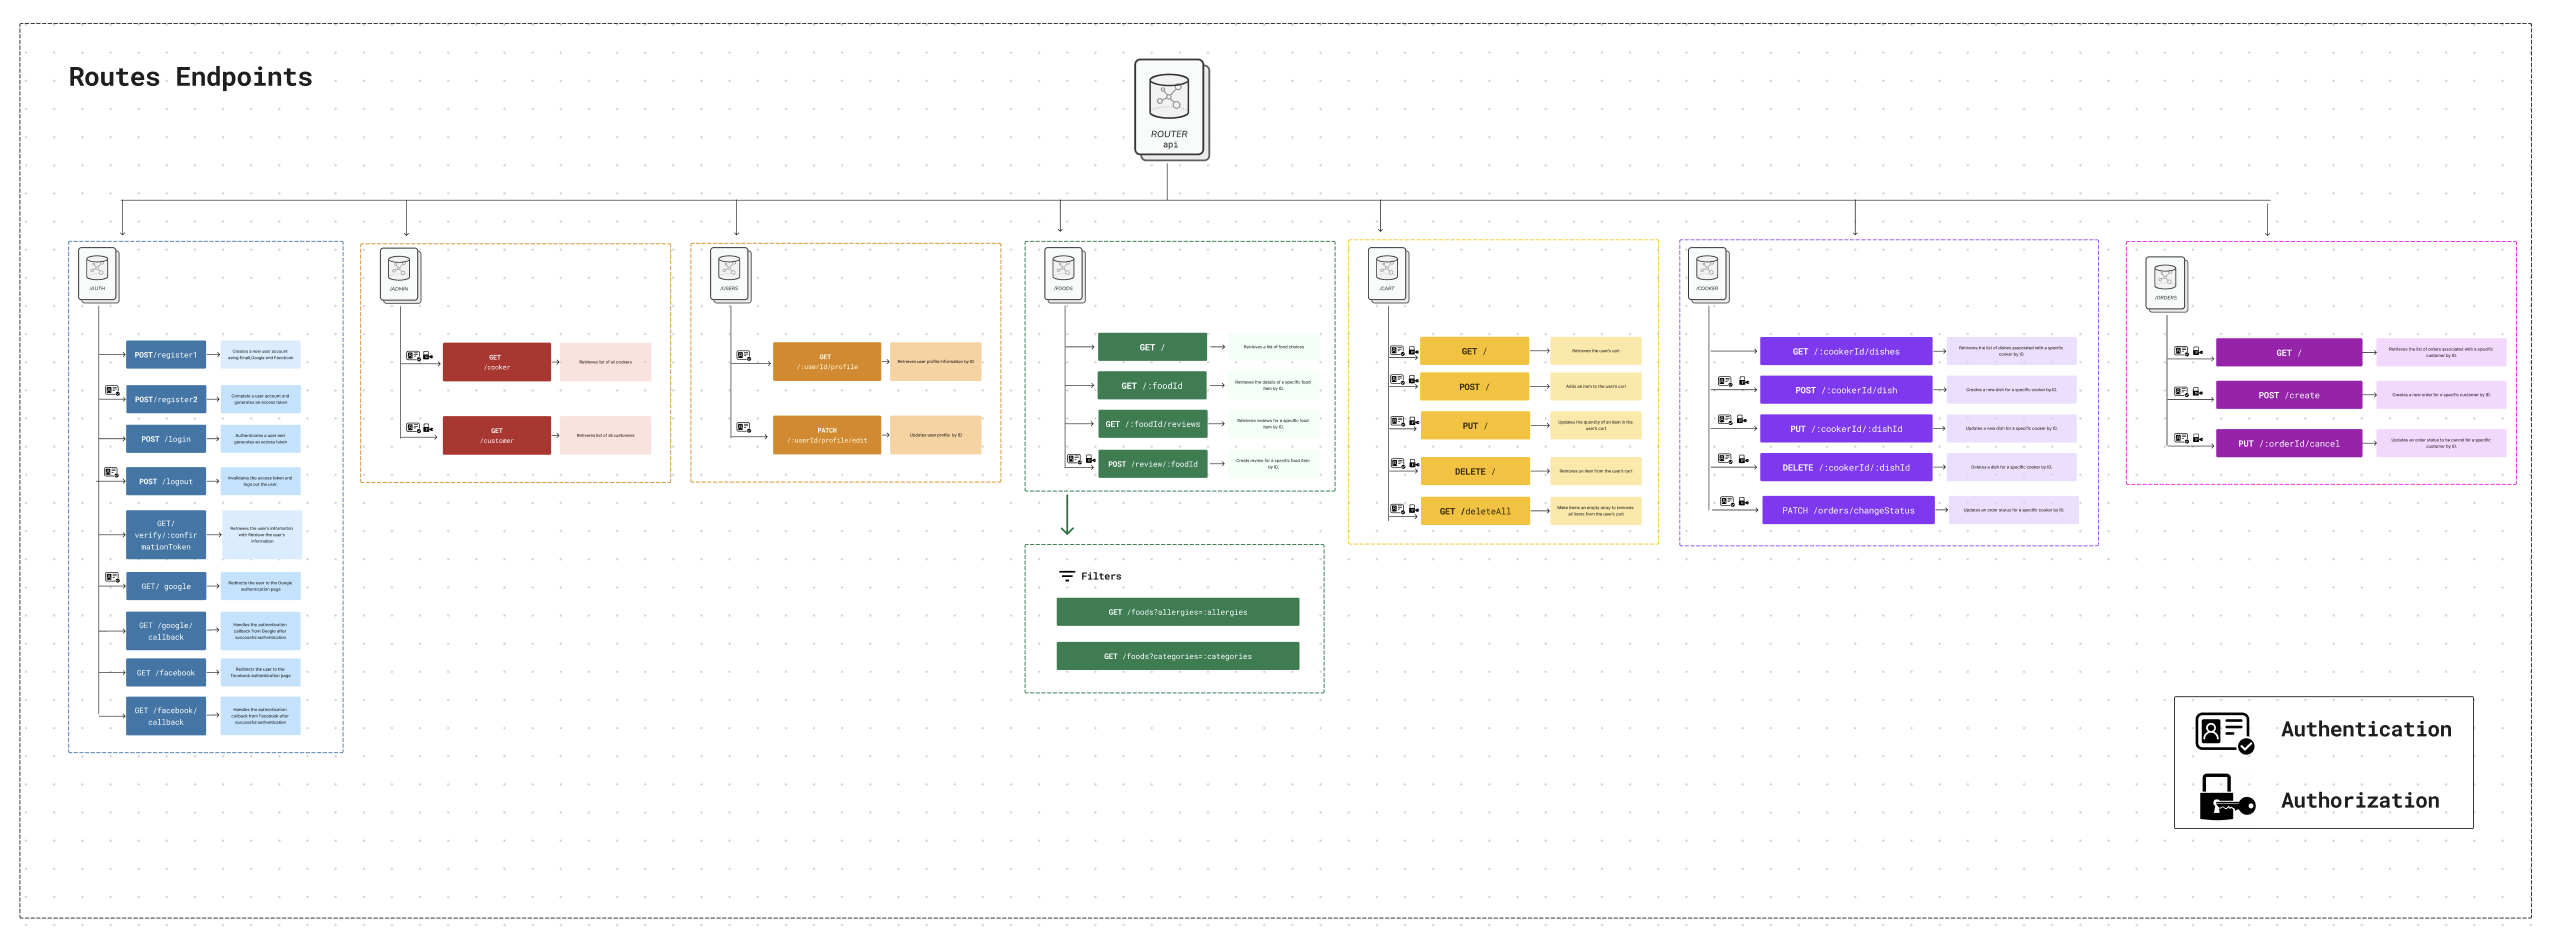 Routes Endpoints
ROUTER
api
/AUTH
POST/register1
Creates a new user account
using Email,Google and Facebook
POST/register2
Complete a user account and
generates an access token
POST /login
Authenticates a user and
generates an access token
POST /logout
Invalidates the access token and
logs out the user.
GET/
verify/:confir
mationToken
Retrieves the user's information
with Retrieve the user's
information
GET/ google
Redirects the user to the Google
authentication page
GET /google/
callback
Handles the authentication
callback from Google after
successful authentication
GET /facebook
Redirects the user to the
Facebook authentication page
GET /facebook/
callback
Handles the authentication
callback from Facebook after
successful authentication
/ADMIN
GET
/cooker
Retrieves list of all cookers
GET
/customer
Retrieves list of all customers
/USERS
GET
/:userId/profile
Retrieves user profile information by ID
PATCH
/:userId/profile/edit
Updates user profile by ID
/FOODS
GET /
Retrieves a list of food choices
GET /:foodId
Retrieves the details of a specific food
item by ID.
GET /:foodId/reviews
Retrieves reviews for a specific food
item by ID.
POST /review/:foodId
Create review for a specific food item
by ID.
Filters
GET /foods?allergies=:allergies
GET /foods?categories=:categories
/CART
GET /
Retrieves the user's cart
POST /
Adds an item to the user's cart
PUT /
Updates the quantity of an item in the
user's cart
DELETE /
Removes an item from the user's cart
GET /deleteAll
Make items an empty array to removes
all items from the user's cart
/COOKER
GET /:cookerId/dishes
Retrieves the list of dishes associated with a specific
cooker by ID.
POST /:cookerId/dish
Creates a new dish for a specific cooker by ID.
PUT /:cookerId/:dishId
Updates a new dish for a specific cooker by ID.
DELETE /:cookerId/:dishId
Deletes a dish for a specific cooker by ID.
PATCH /orders/changeStatus
Updates an order status for a specific cooker by ID.
/ORDERS
GET /
Retrieves the list of orders associated with a specific
customer by ID.
POST /create
Creates a new order for a specific customer by ID.
PUT /:orderId/cancel
Updates an order status to be cancel for a specific
customer by ID.
Authentication
Authorization